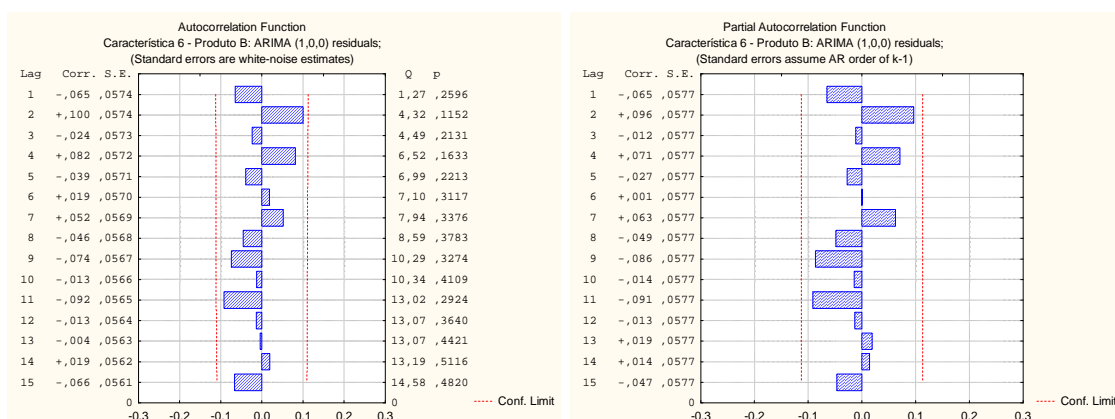 Autocorrelation Function
Característica 6 - Produto B: ARIMA (1,0,0) residuals;
(Standard errors are white-noise estimates)
Lag Corr. S.E. Q p
1 -,065 ,0574 1,27 ,2596
2 +,100 ,0574 4,32 ,1152
3 -,024 ,0573 4,49 ,2131
4 +,082 ,0572 6,52 ,1633
5 -,039 ,0571 6,99 ,2213
6 +,019 ,0570 7,10 ,3117
7 +,052 ,0569 7,94 ,3376
8 -,046 ,0568 8,59 ,3783
9 -,074 ,0567 10,29 ,3274
10 -,013 ,0566 10,34 ,4109
11 -,092 ,0565 13,02 ,2924
12 -,013 ,0564 13,07 ,3640
13 -,004 ,0563 13,07 ,4421
14 +,019 ,0562 13,19 ,5116
15 -,066 ,0561 14,58 ,4820
0 0
-0.3 -0.2 -0.1 0.0 0.1 0.2 0.3
Conf. Limit
Partial Autocorrelation Function
Característica 6 - Produto B: ARIMA (1,0,0) residuals;
(Standard errors assume AR order of k-1)
Lag Corr. S.E.
1 -,065 ,0577
2 +,096 ,0577
3 -,012 ,0577
4 +,071 ,0577
5 -,027 ,0577
6 +,001 ,0577
7 +,063 ,0577
8 -,049 ,0577
9 -,086 ,0577
10 -,014 ,0577
11 -,091 ,0577
12 -,013 ,0577
13 +,019 ,0577
14 +,014 ,0577
15 -,047 ,0577
0 0
-0.3 -0.2 -0.1 0.0 0.1 0.2 0.3
Conf. Limit